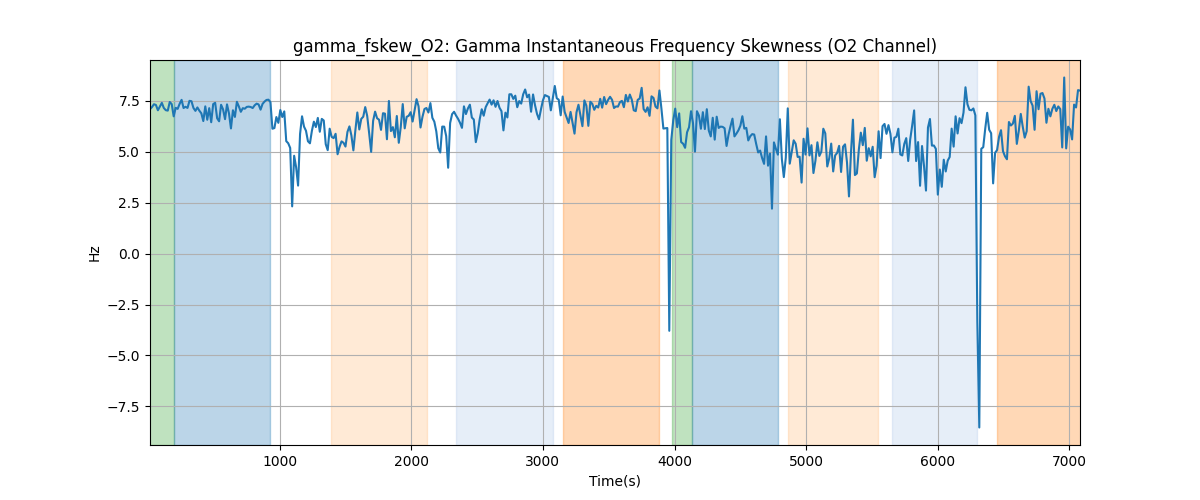 gamma_fskew_O2: Gamma Instantaneous Frequency Skewness (O2 Channel)
Hz
7.5
5.0
2.5
0.0
−2.5
−5.0
−7.5
1000 2000 3000 4000 5000 6000 7000
Time(s)